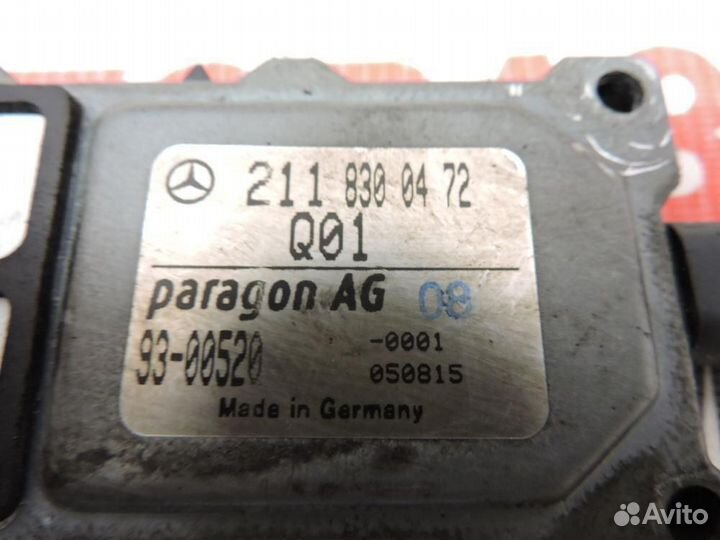 211 830 04 72
Q01
paragon AG 08
93-00520 -0001
050815
Made in Germany
Avito